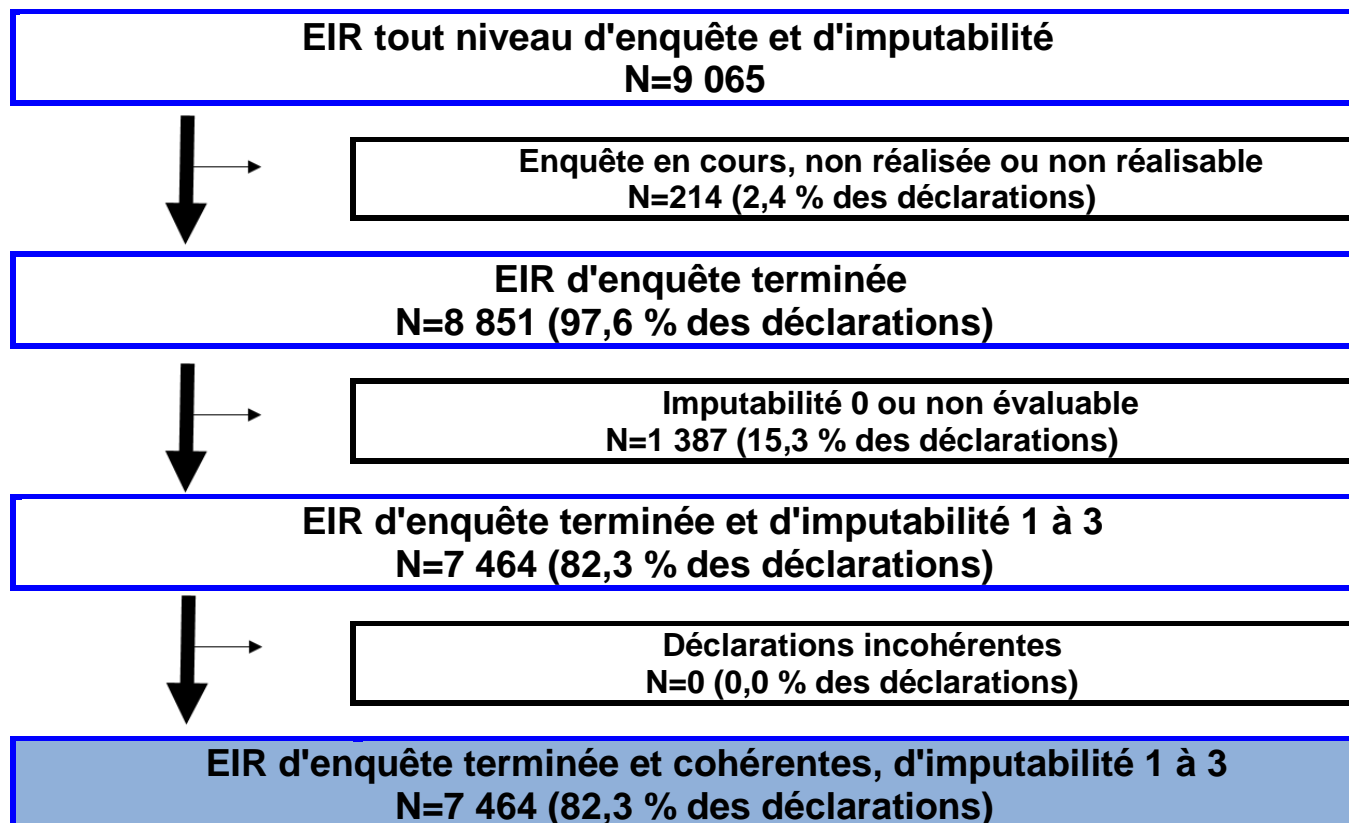 EIR tout niveau d'enquête et d'imputabilité
N=9 065
Enquête en cours, non réalisée ou non réalisable
N=214 (2,4 % des déclarations)
EIR d'enquête terminée
N=8 851 (97,6 % des déclarations)
Imputabilité 0 ou non évaluable
N=1 387 (15,3 % des déclarations)
EIR d'enquête terminée et d'imputabilité 1 à 3
N=7 464 (82,3 % des déclarations)
Déclarations incohérentes
N=0 (0,0 % des déclarations)
EIR d'enquête terminée et cohérentes, d'imputabilité 1 à 3
N=7 464 (82,3 % des déclarations)